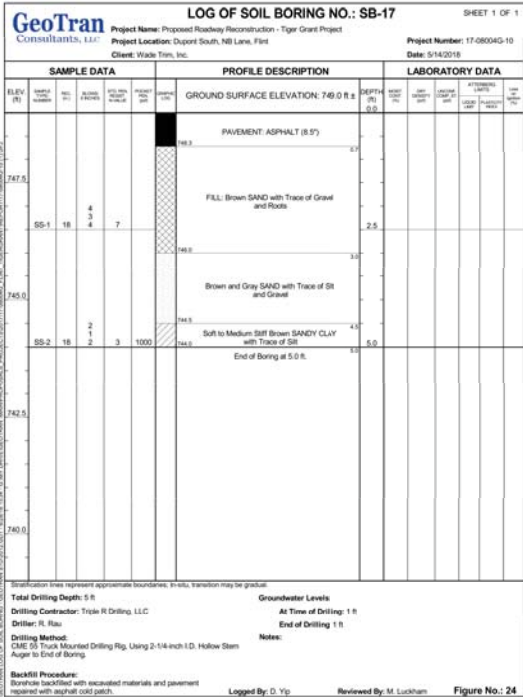 GeoTran
Consultants, LLC
LOG OF SOIL BORING NO.: SB-17
SHEET 1 OF 1
Project Name: Proposed Roadway Reconstruction - Tiger Grant Project
Project Location: Dupont South, NB Lane, Flint
Project Number: 17-08004G-10
Client: Wade Trim, Inc.
Date: 5/14/2018
SAMPLE DATA
PROFILE DESCRIPTION
LABORATORY DATA
ELEV. (ft)
GROUND SURFACE ELEVATION: 749.0 ft ±
DEPTH (ft)
0.0
PAVEMENT: ASPHALT (8.5")
748.3
0.7
747.5
FILL: Brown SAND with Trace of Gravel
and Roots
4
3
SS-1 18 4 7
2.5
746.0
3.0
Brown and Gray SAND with Trace of Silt
and Gravel
745.0
744.5
4.5
2
1
Soft to Medium Stiff Brown SANDY CLAY
with Trace of Silt
SS-2 18 2 3 1000
744.0
5.0
5.0
End of Boring at 5.0 ft.
742.5
740.0
Stratification lines represent approximate boundaries; in-situ, transition may be gradual.
Total Drilling Depth: 5 ft
Groundwater Levels:
Drilling Contractor: Triple R Drilling, LLC
At Time of Drilling: 1 ft
Driller: R. Rau
End of Drilling 1 ft
Drilling Method:
Notes:
CME 55 Truck Mounted Drilling Rig, Using 2-1/4-inch I.D. Hollow Stem
Auger to End of Boring.
Backfill Procedure:
Borehole backfilled with excavated materials and pavement
repaired with asphalt cold patch.
Logged By: D. Yip
Reviewed By: M. Luckham
Figure No.: 24